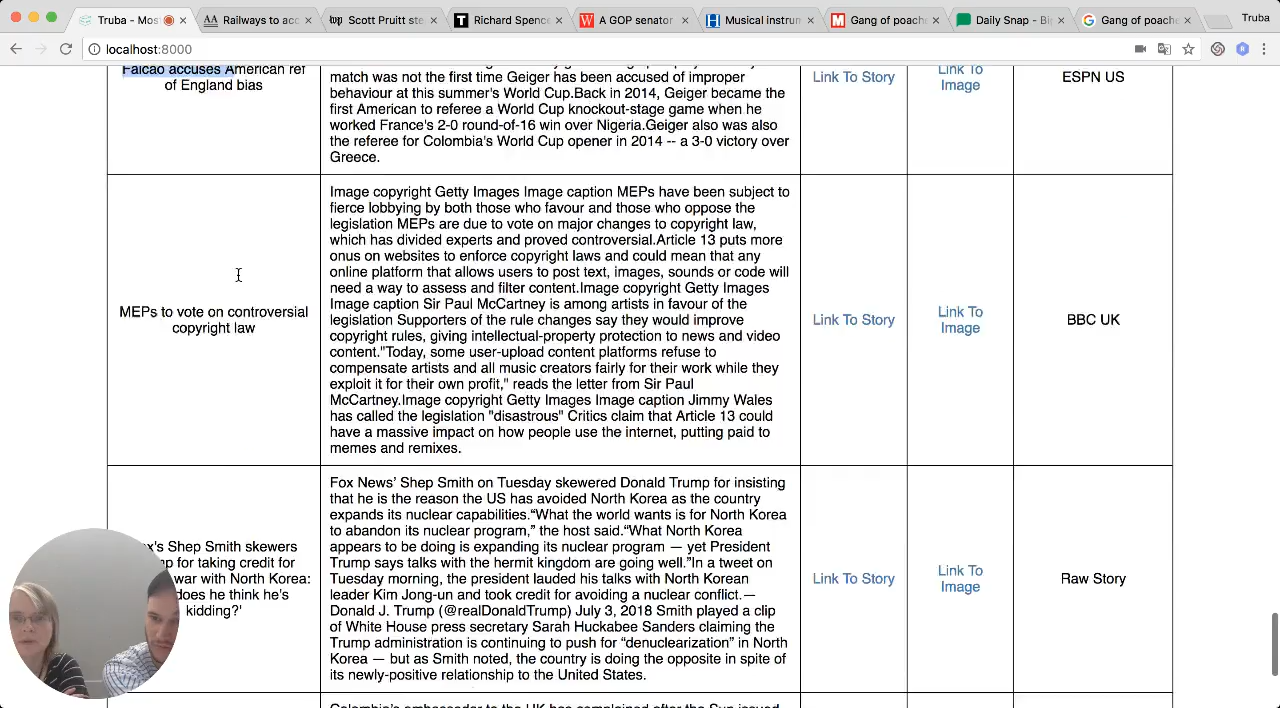 Truba - Mos
Railways to acc
Scott Pruitt ste
Richard Spenc
A GOP senator
Musical instrum
Gang of poach
Daily Snap - Bi
Gang of poach
Truba
localhost:8000
Falcao accuses American ref
of England bias
match was not the first time Geiger has been accused of improper
behaviour at this summer's World Cup.Back in 2014, Geiger became the
first American to referee a World Cup knockout-stage game when he
worked France's 2-0 round-of-16 win over Nigeria.Geiger also was also
the referee for Colombia's World Cup opener in 2014 -- a 3-0 victory over
Greece.
Link To Story
Link To
Image
ESPN US
MEPs to vote on controversial
copyright law
Image copyright Getty Images Image caption MEPs have been subject to
fierce lobbying by both those who favour and those who oppose the
legislation MEPs are due to vote on major changes to copyright law,
which has divided experts and proved controversial.Article 13 puts more
onus on websites to enforce copyright laws and could mean that any
online platform that allows users to post text, images, sounds or code will
need a way to assess and filter content.Image copyright Getty Images
Image caption Sir Paul McCartney is among artists in favour of the
legislation Supporters of the rule changes say they would improve
copyright rules, giving intellectual-property protection to news and video
content."Today, some user-upload content platforms refuse to
compensate artists and all music creators fairly for their work while they
exploit it for their own profit," reads the letter from Sir Paul
McCartney.Image copyright Getty Images Image caption Jimmy Wales
has called the legislation "disastrous" Critics claim that Article 13 could
have a massive impact on how people use the internet, putting paid to
memes and remixes.
Link To Story
Link To
Image
BBC UK
x's Shep Smith skewers
p for taking credit for
war with North Korea:
does he think he's
kidding?'
Fox News’ Shep Smith on Tuesday skewered Donald Trump for insisting
that he is the reason the US has avoided North Korea as the country
expands its nuclear capabilities.“What the world wants is for North Korea
to abandon its nuclear program,” the host said.“What North Korea
appears to be doing is expanding its nuclear program — yet President
Trump says talks with the hermit kingdom are going well.”In a tweet on
Tuesday morning, the president lauded his talks with North Korean
leader Kim Jong-un and took credit for avoiding a nuclear conflict.—
Donald J. Trump (@realDonaldTrump) July 3, 2018 Smith played a clip
of White House press secretary Sarah Huckabee Sanders claiming the
Trump administration is continuing to push for “denuclearization” in North
Korea — but as Smith noted, the country is doing the opposite in spite of
its newly-positive relationship to the United States.
Link To Story
Link To
Image
Raw Story